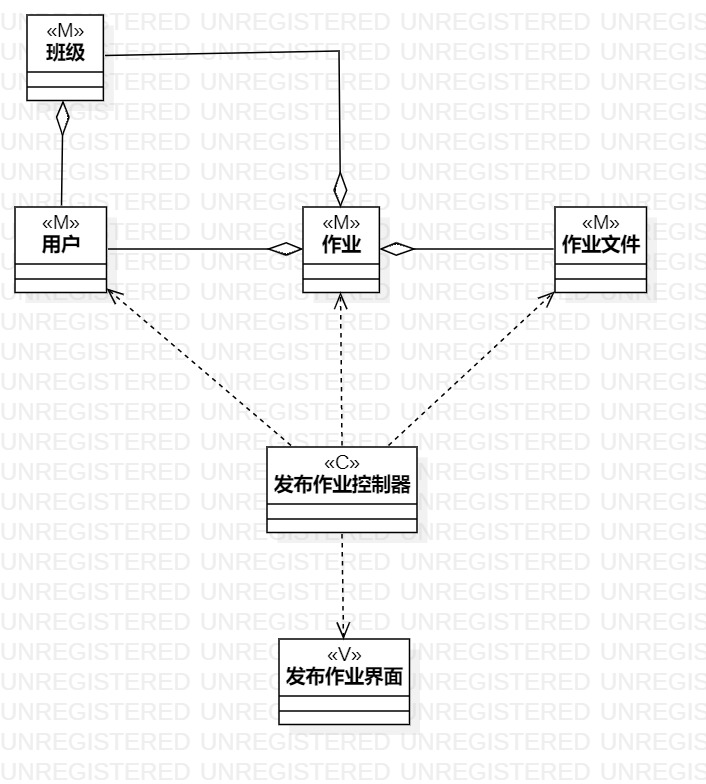 «M»
班级
«M»
用户
«M»
作业
«M»
作业文件
«C»
发布作业控制器
«V»
发布作业界面
UNREGISTERED UNREGISTERED UNREGISTERED UNREGIS